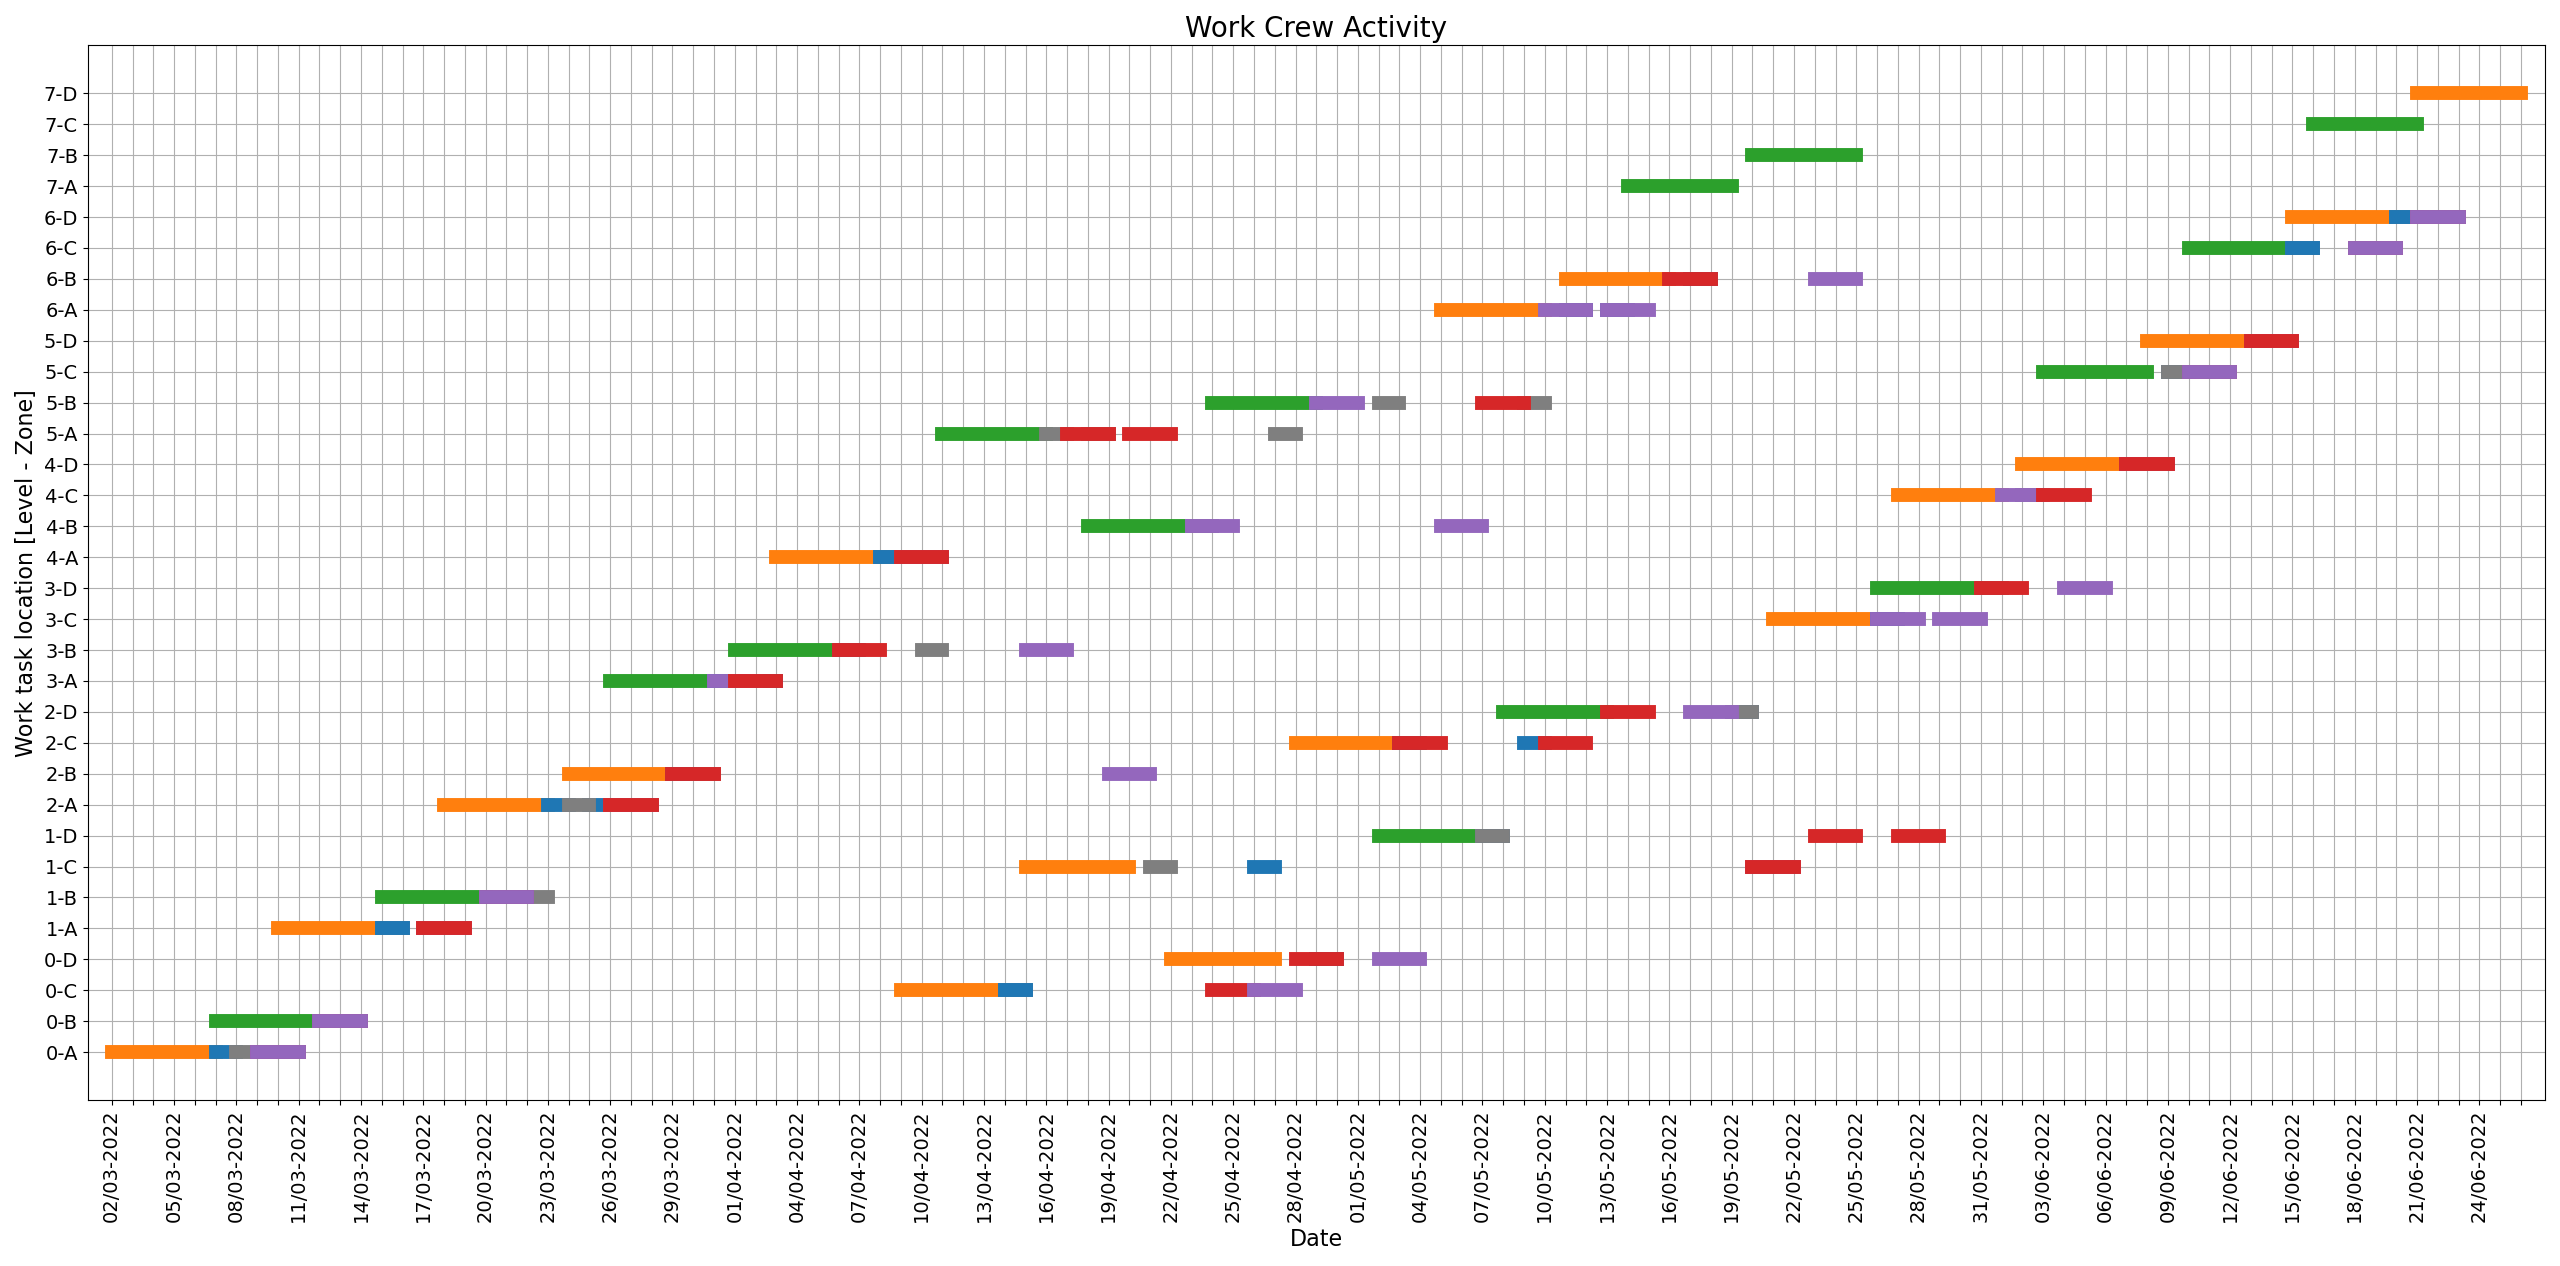 Work Crew Activity
Work task location [Level - Zone]
7-D
7-C
7-B
7-A
6-D
6-C
6-B
6-A
5-D
5-C
5-B
5-A
4-D
4-C
4-B
4-A
3-D
3-C
3-B
3-A
2-D
2-C
2-B
2-A
1-D
1-C
1-B
1-A
0-D
0-C
0-B
0-A
02/03-2022
05/03-2022
08/03-2022
11/03-2022
14/03-2022
17/03-2022
20/03-2022
23/03-2022
26/03-2022
29/03-2022
01/04-2022
04/04-2022
07/04-2022
10/04-2022
13/04-2022
16/04-2022
19/04-2022
22/04-2022
25/04-2022
28/04-2022
01/05-2022
04/05-2022
07/05-2022
10/05-2022
13/05-2022
16/05-2022
19/05-2022
22/05-2022
25/05-2022
28/05-2022
31/05-2022
03/06-2022
06/06-2022
09/06-2022
12/06-2022
15/06-2022
18/06-2022
21/06-2022
24/06-2022
Date